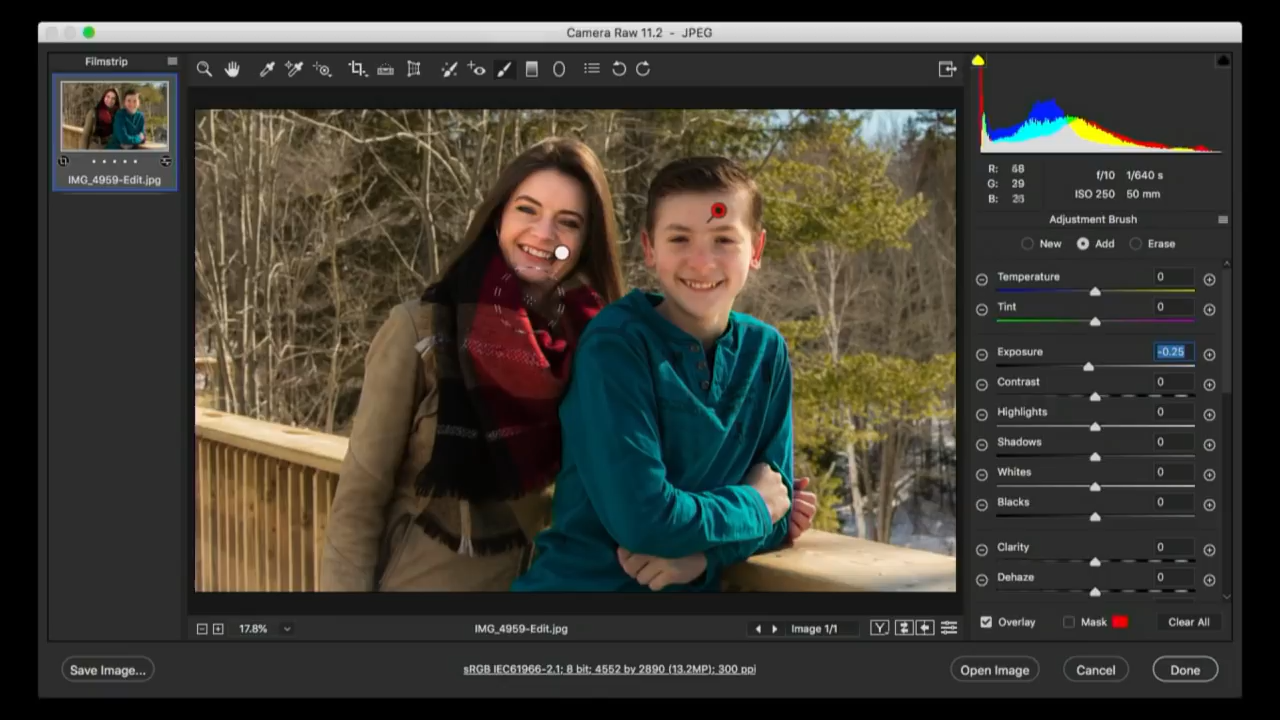 Camera Raw 11.2 - JPEG
Filmstrip
IMG_4959-Edit.jpg
R: 68
G: 39
B:
f/10 1/640 s
ISO 250 50 mm
Adjustment Brush
New Add Erase
Temperature 0
Tint 0
Exposure -0.25
Contrast 0
Highlights 0
Shadows 0
Whites 0
Blacks 0
Clarity 0
Dehaze 0
Overlay Mask Clear All
17.8% IMG_4959-Edit.jpg Image 1/1 Y
Save Image... sRGB IEC61966-2.1; 8 bit; 4552 by 2890 (13.2MP); 300 ppi Open Image Cancel Done